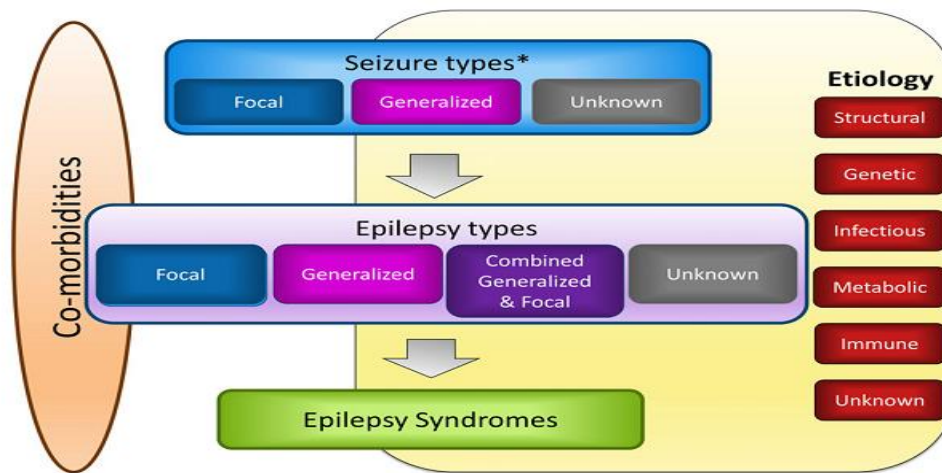 Co-morbidities
Seizure types*
Focal
Generalized
Unknown
Epilepsy types
Focal
Generalized
Combined
Generalized
& Focal
Unknown
Epilepsy Syndromes
Etiology
Structural
Genetic
Infectious
Metabolic
Immune
Unknown